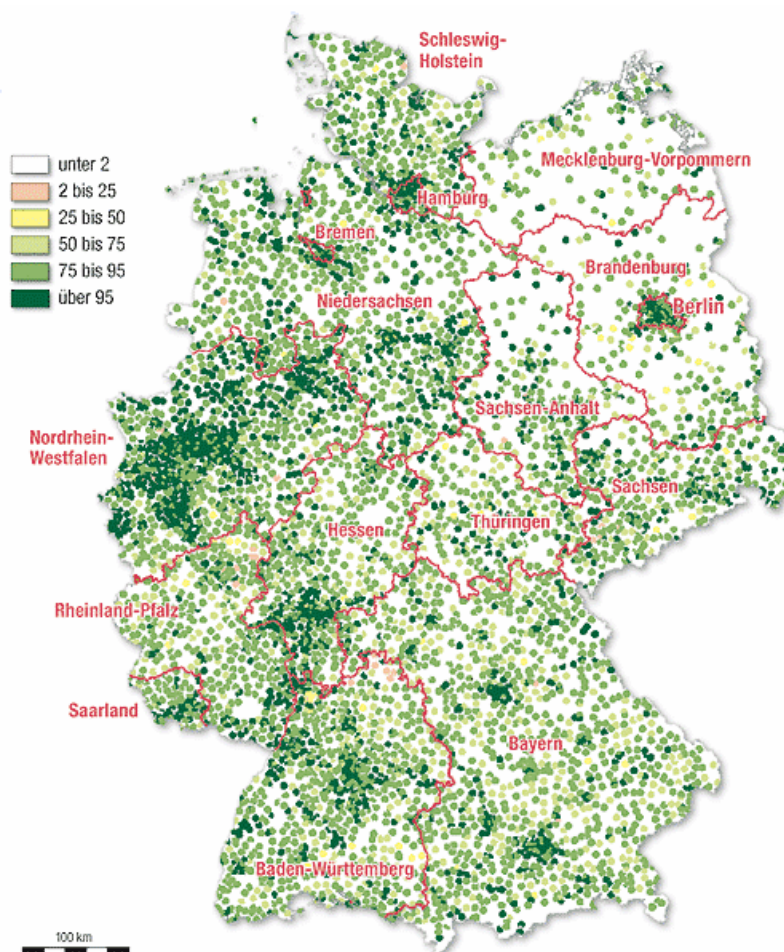 Schleswig-
Holstein
unter 2
2 bis 25
25 bis 50
50 bis 75
75 bis 95
über 95
Mecklenburg-Vorpommern
Hamburg
Bremen
Brandenburg
Niedersachsen
Berlin
Sachsen-Anhalt
Nordrhein-
Westfalen
Sachsen
Thüringen
Hessen
Rheinland-Pfalz
Saarland
Bayern
Baden-Württemberg
100 km